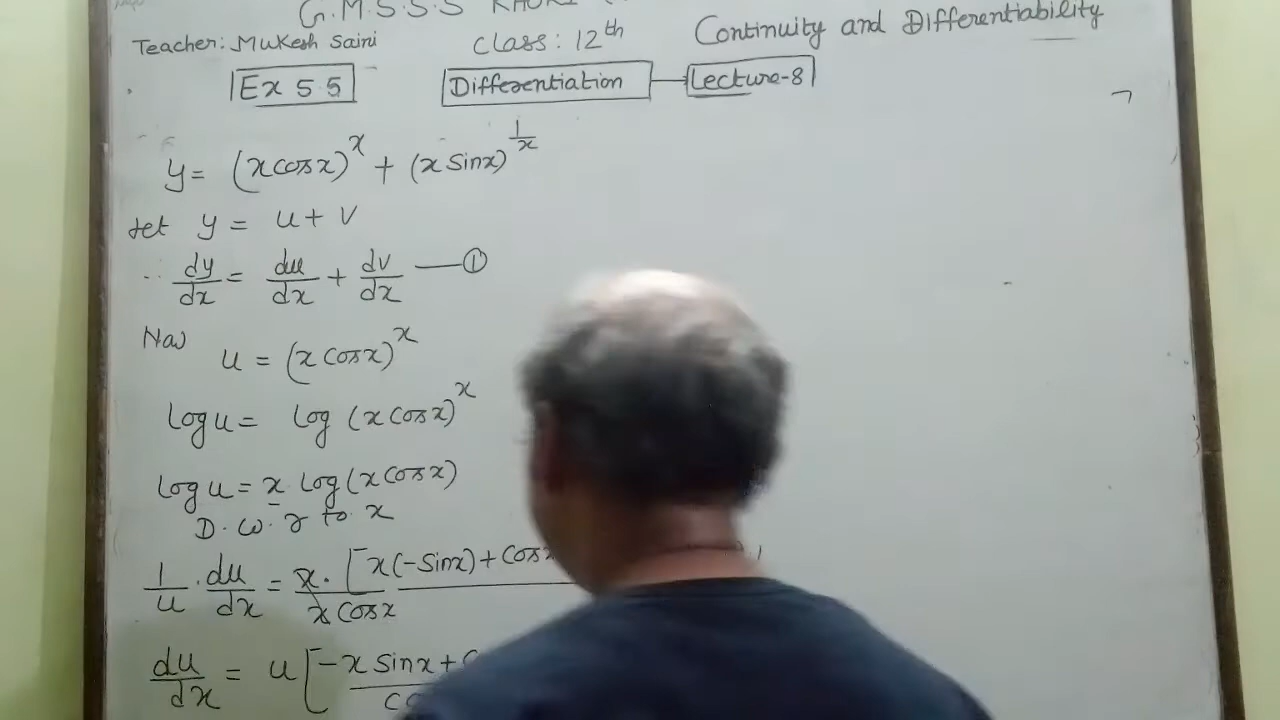 G.M.S.S.S
Teacher: Mukesh Saini class: 12th Continuity and Differentiability
Ex 5.5 Differentiation Lecture-8
y = (x cos x)^x + (x sin x)^(1/x)
let y = u + v
∴ dy/dx = du/dx + dv/dx —①
Now u = (x cos x)^x
log u = log (x cos x)^x
log u = x log (x cos x)
D. w. r to x
1/u . du/dx = x . [x(-sin x) + cos x / x cos x
du/dx = u [-x sin x +